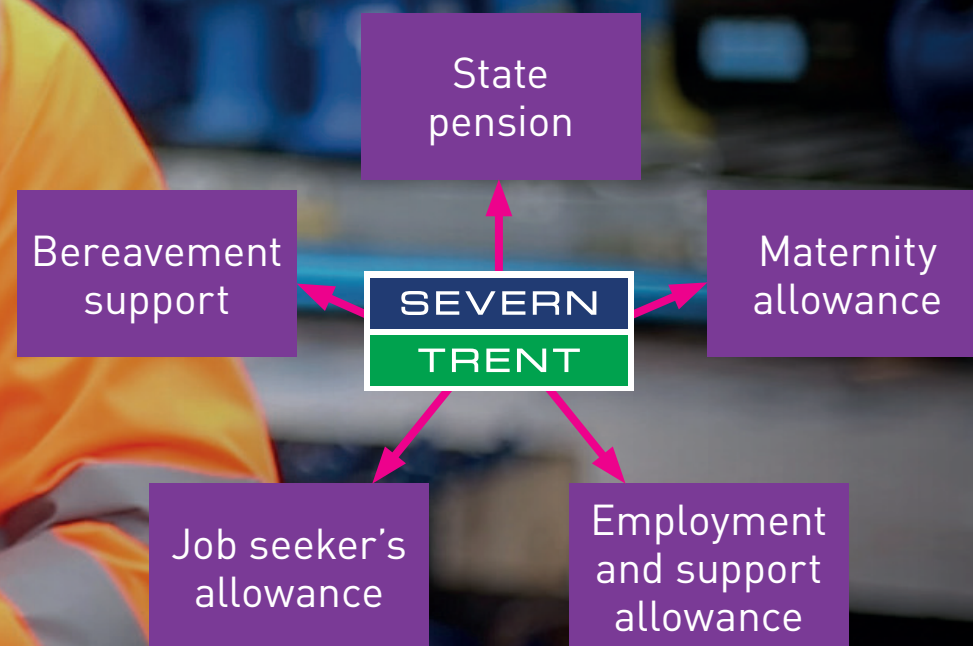 State
pension
Bereavement
support
Maternity
allowance
SEVERN
TRENT
Job seeker’s
allowance
Employment
and support
allowance